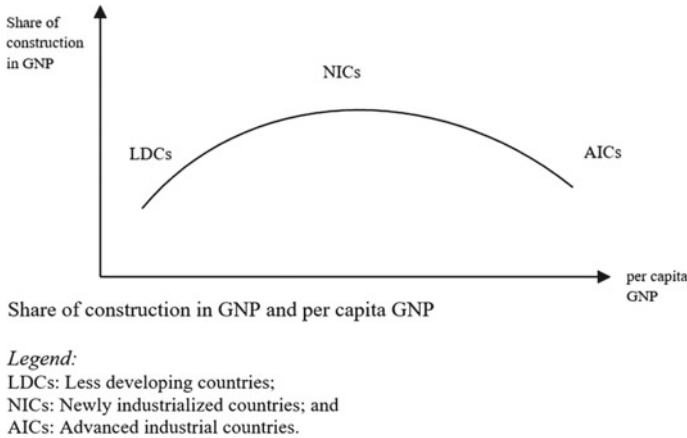 Share of
construction
in GNP
NICs
LDCs
AICs
per capita
GNP
Share of construction in GNP and per capita GNP
Legend:
LDCs: Less developing countries;
NICs: Newly industrialized countries; and
AICs: Advanced industrial countries.